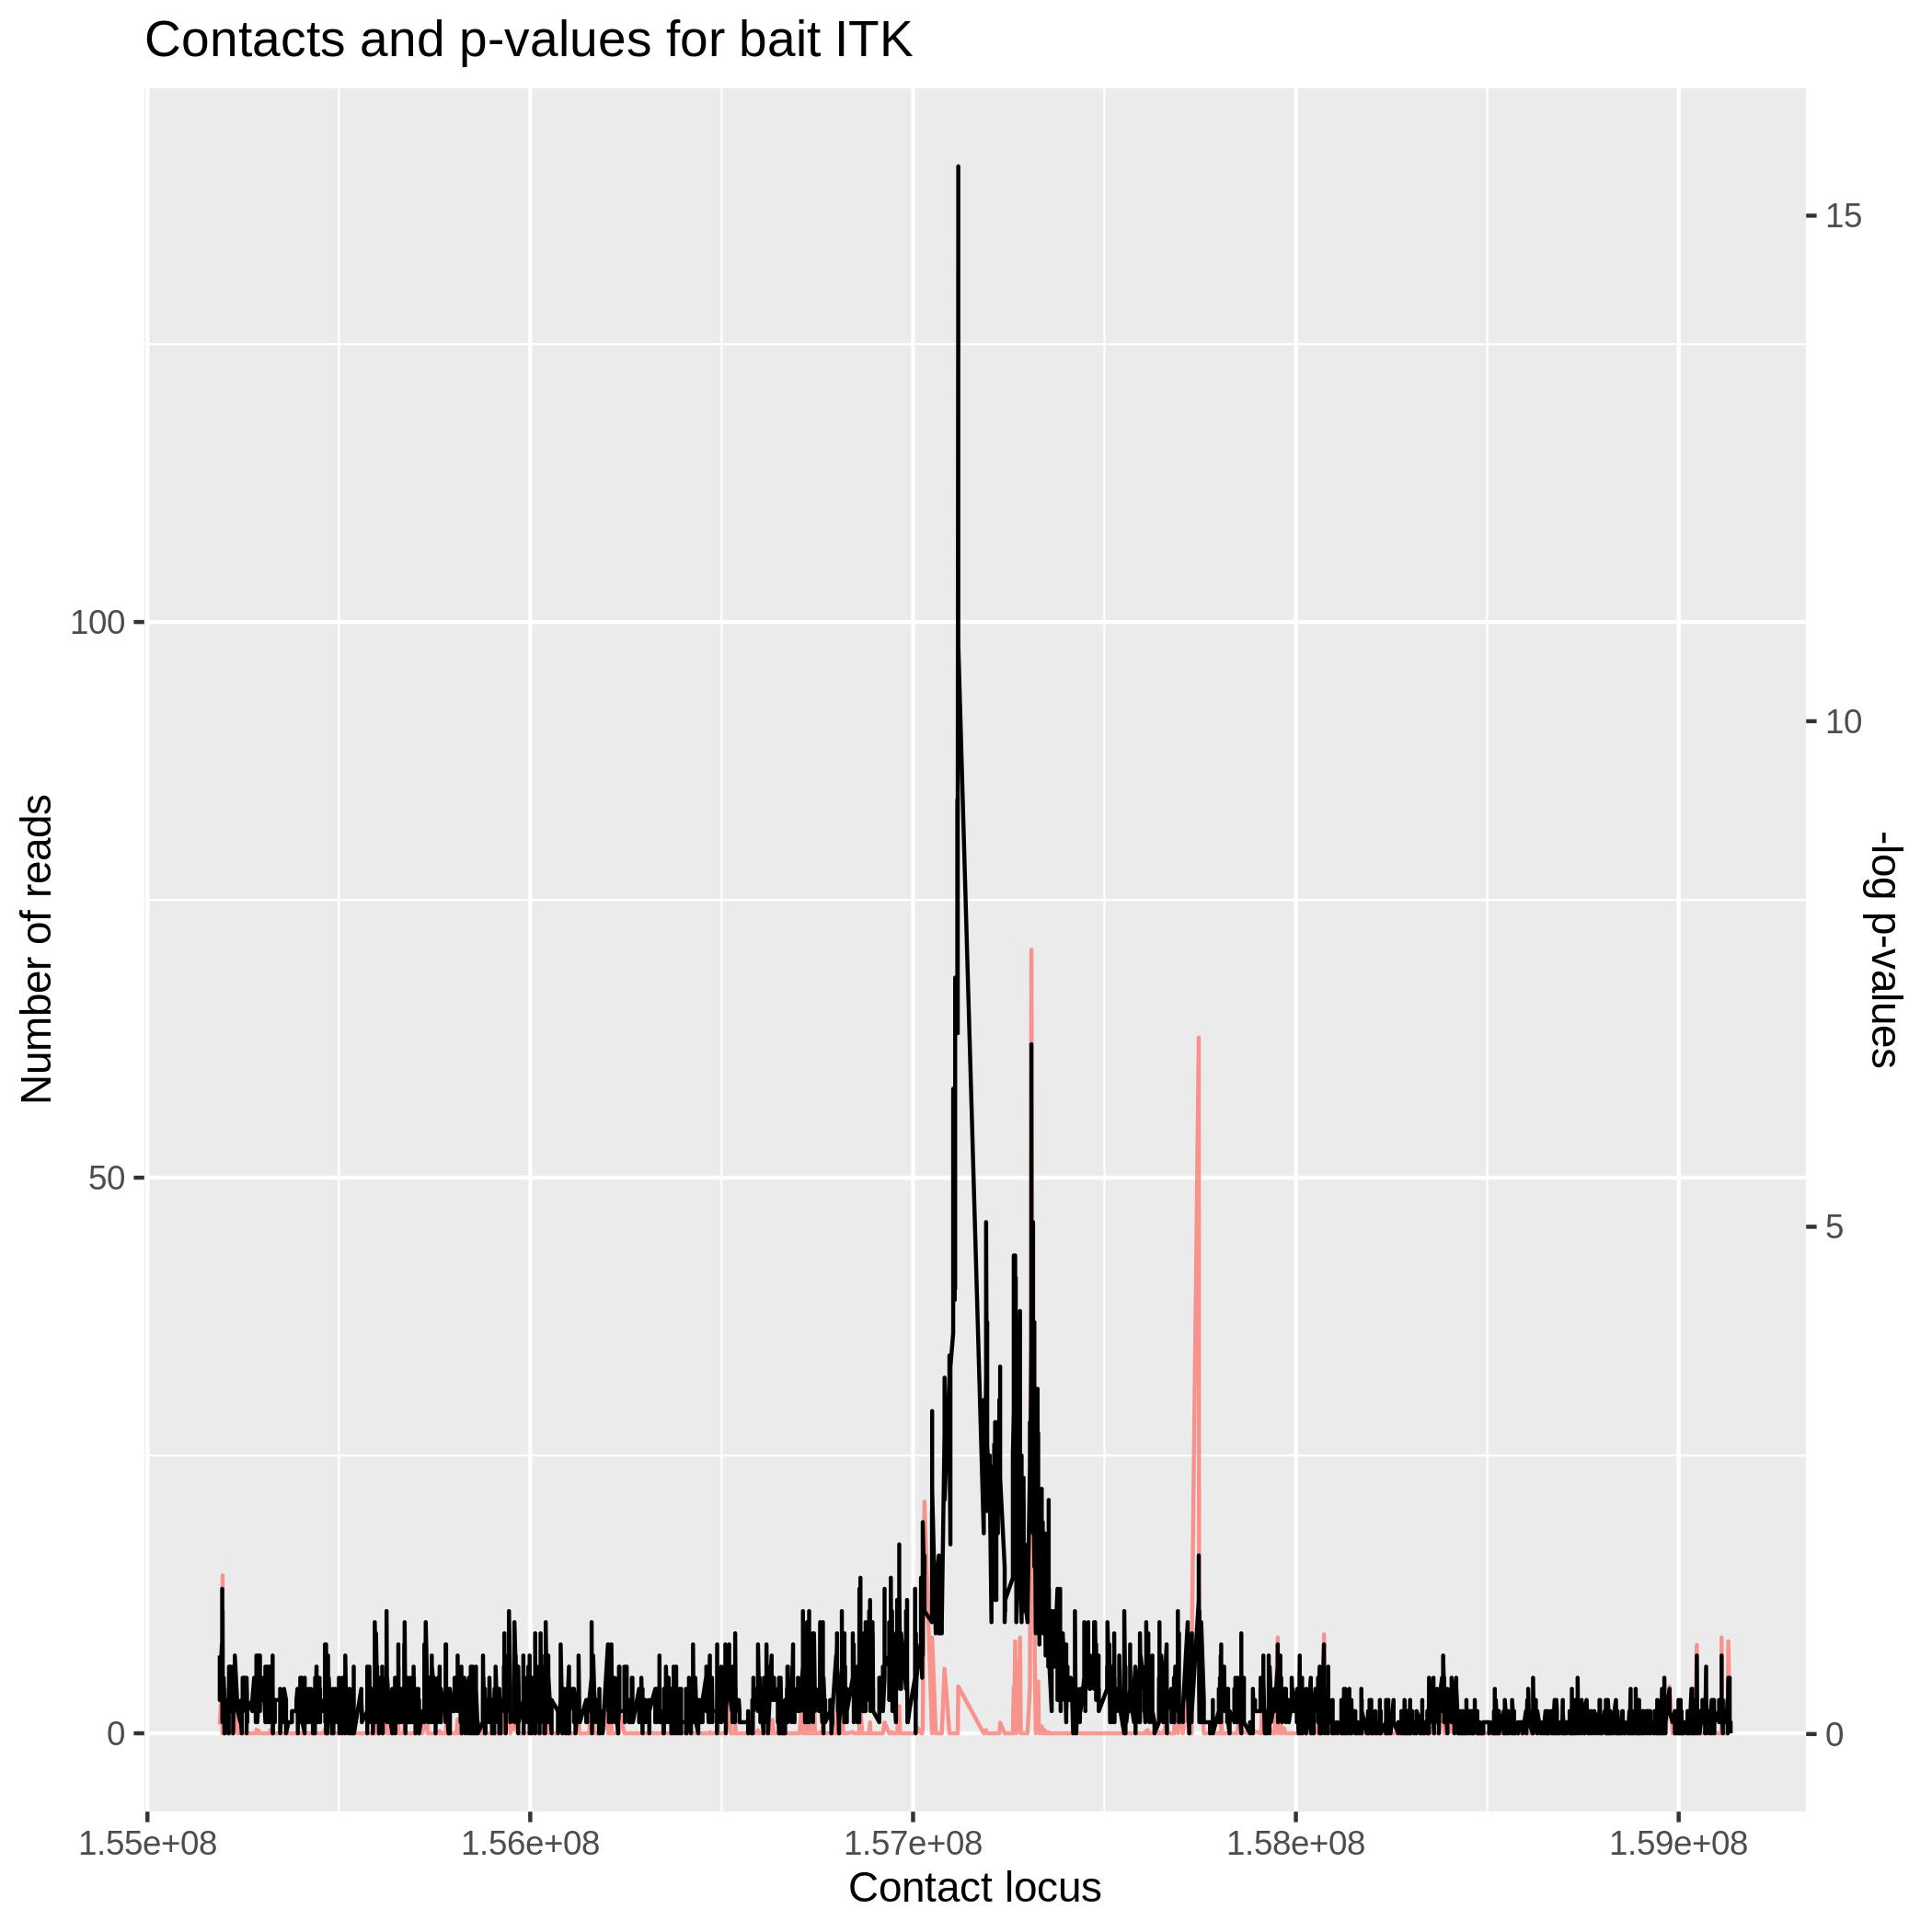 Contacts and p-values for bait ITK
Number of reads
100
50
0
15
10
5
0
-log p-values
1.55e+08
1.56e+08
1.57e+08
1.58e+08
1.59e+08
Contact locus